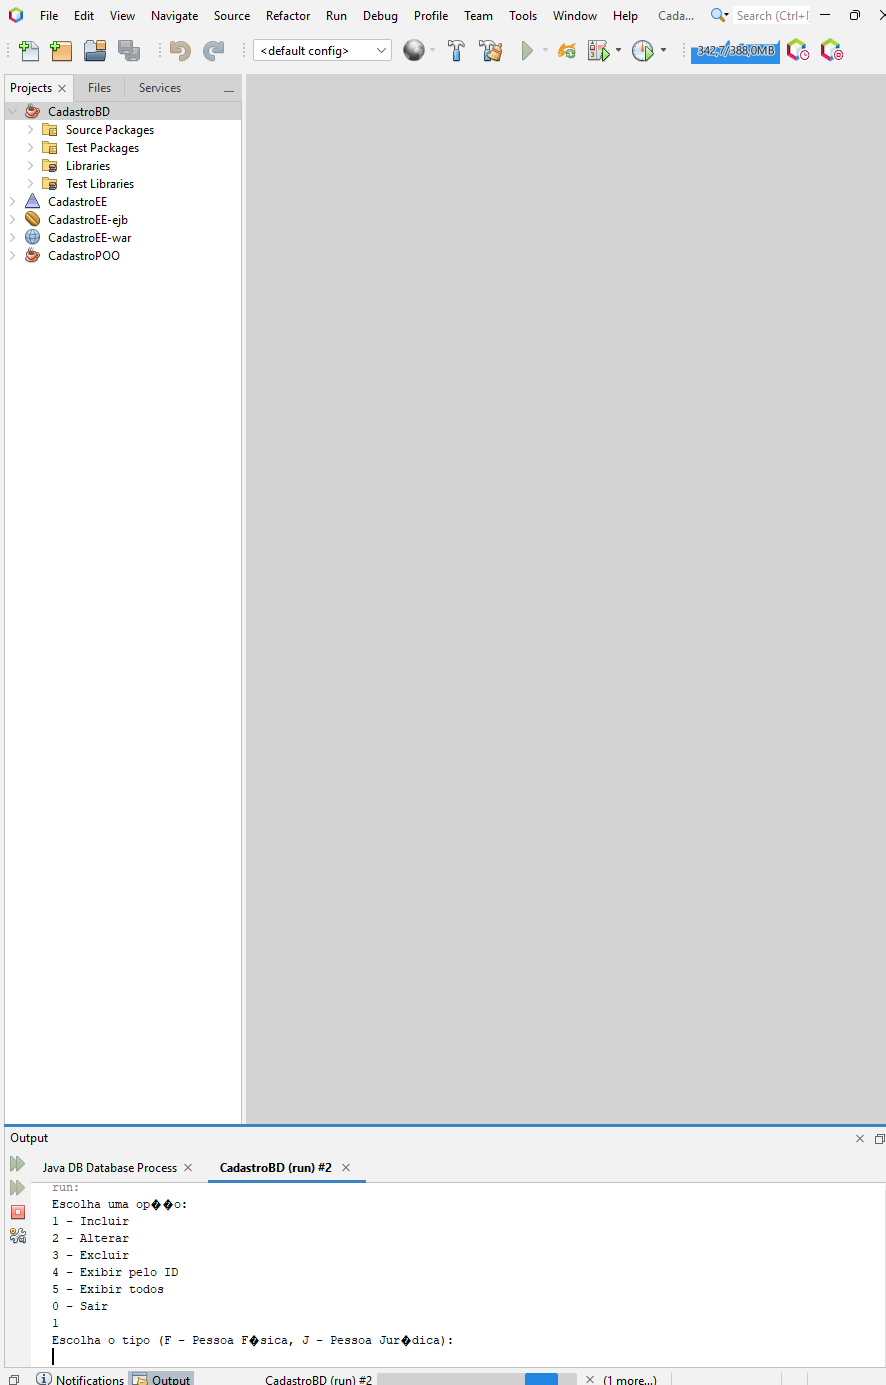 File Edit View Navigate Source Refactor Run Debug Profile Team Tools Window Help Cada... Search (Ctrl+I
<default config> 342,7/388,0MB
Projects Files Services
CadastroBD
Source Packages
Test Packages
Libraries
Test Libraries
CadastroEE
CadastroEE-ejb
CadastroEE-war
CadastroPOO
Output
Java DB Database Process CadastroBD (run) #2
run:
Escolha uma op��o:
1 - Incluir
2 - Alterar
3 - Excluir
4 - Exibir pelo ID
5 - Exibir todos
0 - Sair
1
Escolha o tipo (F - Pessoa F�sica, J - Pessoa Jur�dica):
Notifications Output CadastroBD (run) #2 (1 more...)